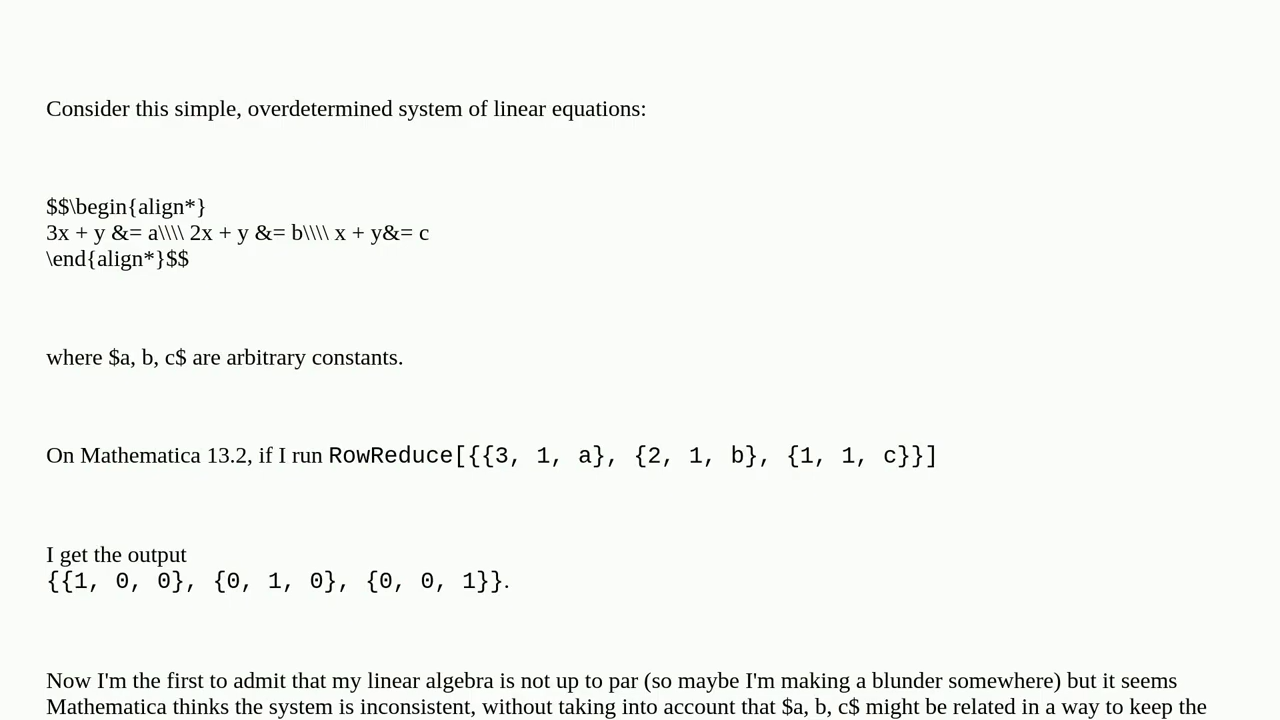 Consider this simple, overdetermined system of linear equations:
$$\begin{align*}
3x + y &= a\\\\ 2x + y &= b\\\\ x + y&= c
\end{align*}$$
where $a, b, c$ are arbitrary constants.
On Mathematica 13.2, if I run RowReduce[{{3, 1, a}, {2, 1, b}, {1, 1, c}}]
I get the output
{{1, 0, 0}, {0, 1, 0}, {0, 0, 1}}.
Now I'm the first to admit that my linear algebra is not up to par (so maybe I'm making a blunder somewhere) but it seems
Mathematica thinks the system is inconsistent, without taking into account that $a, b, c$ might be related in a way to keep the